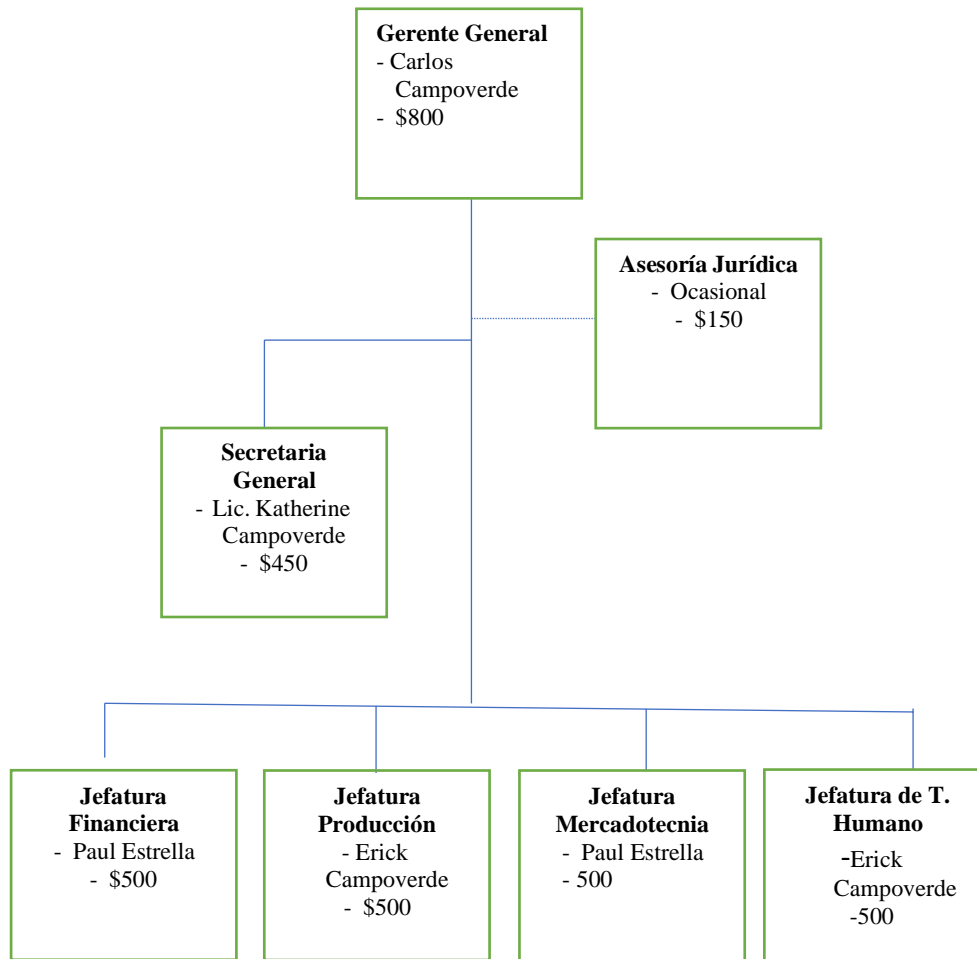 Gerente General
- Carlos
Campoverde
- $800
Asesoría Jurídica
- Ocasional
- $150
Secretaria
General
- Lic. Katherine
Campoverde
- $450
Jefatura
Financiera
- Paul Estrella
- $500
Jefatura
Producción
- Erick
Campoverde
- $500
Jefatura
Mercadotecnia
- Paul Estrella
- 500
Jefatura de T.
Humano
-Erick
Campoverde
-500